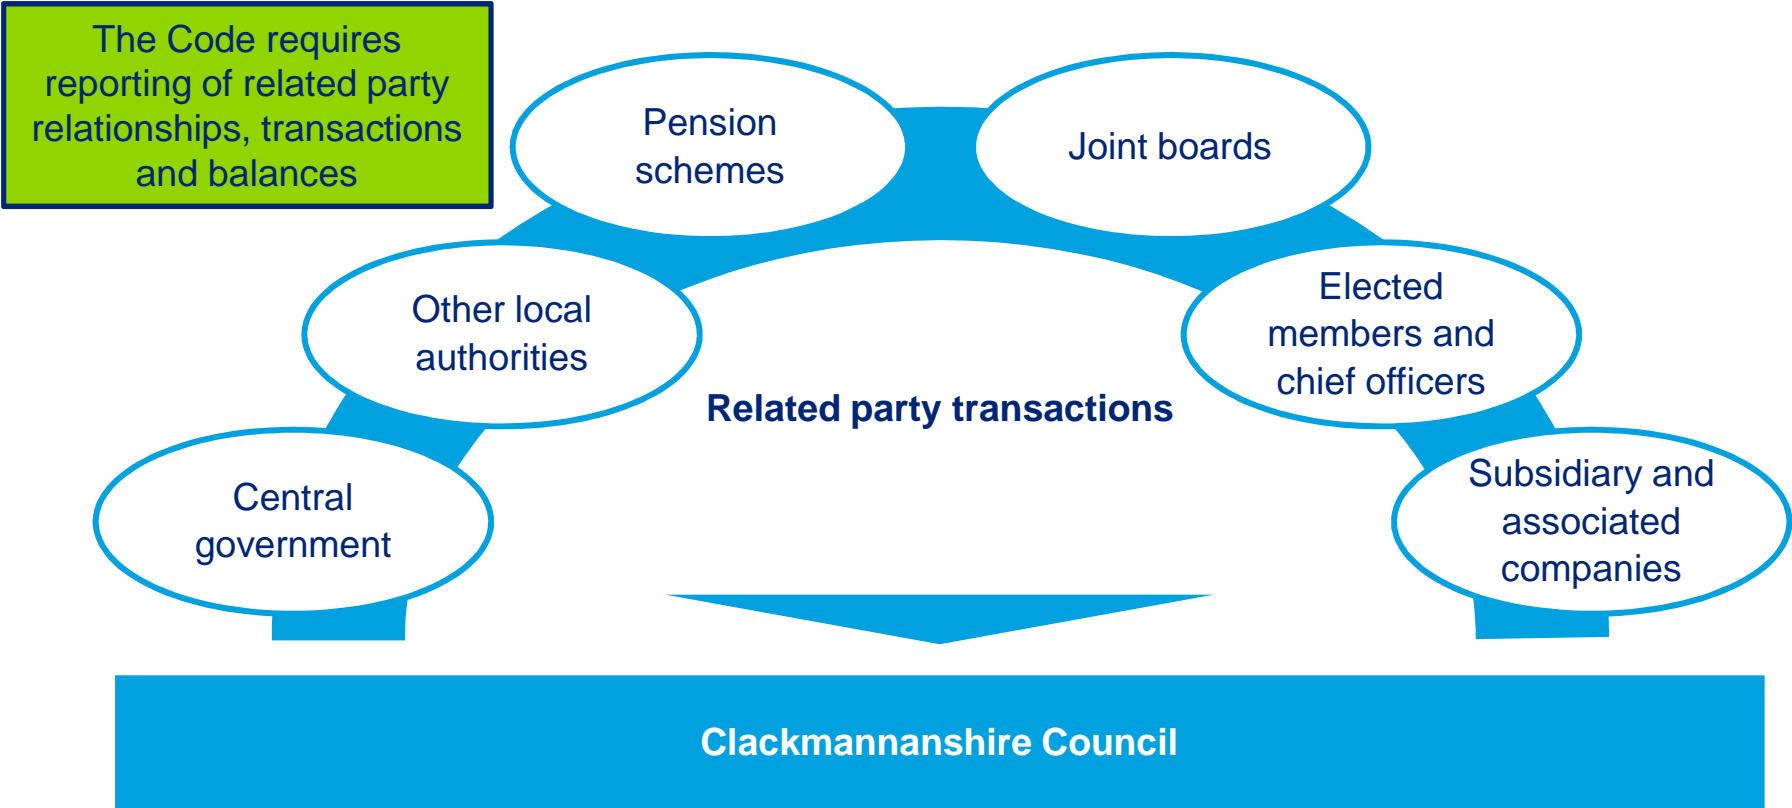 The Code requires
reporting of related party
relationships, transactions
and balances
Pension
schemes
Joint boards
Other local
authorities
Elected
members and
chief officers
Related party transactions
Central
government
Subsidiary and
associated
companies
Clackmannanshire Council